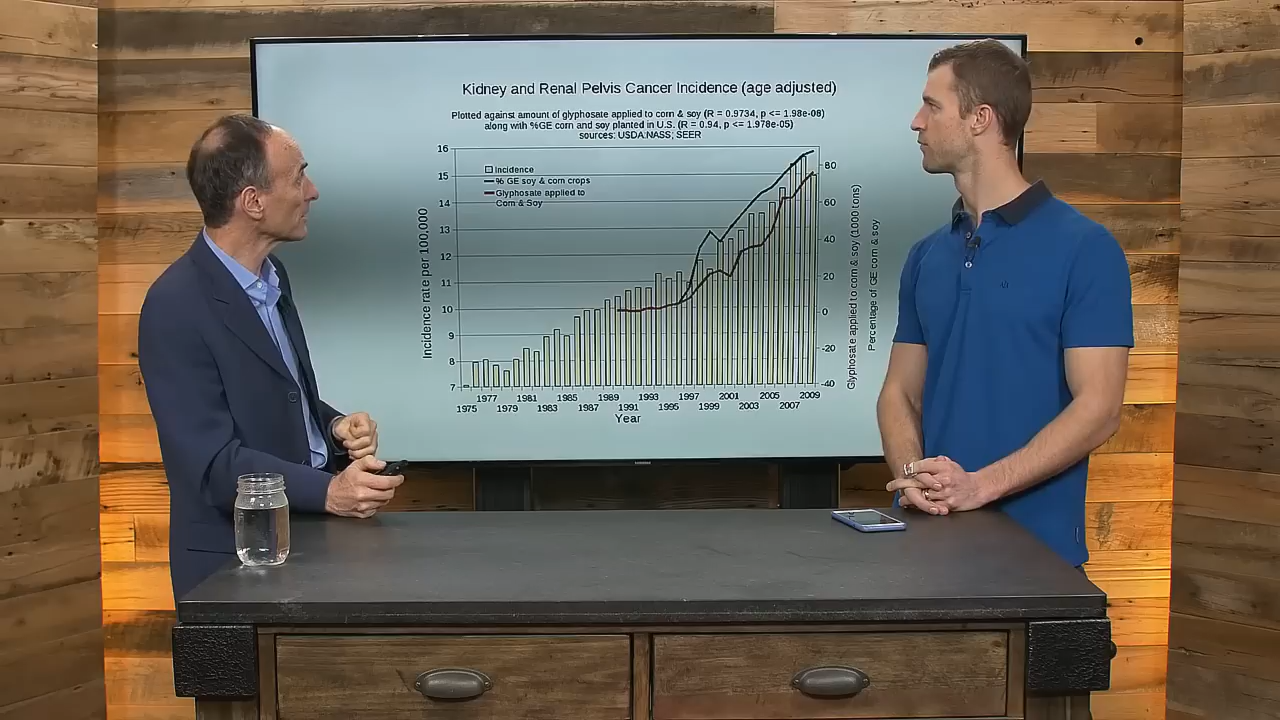 Kidney and Renal Pelvis Cancer Incidence (age adjusted)
Plotted against amount of glyphosate applied to corn & soy (R = 0.9734, p <= 1.98e-08)
along with %GE corn and soy planted in U.S. (R = 0.94, p <= 1.978e-05)
sources: USDA:NASS; SEER
Incidence
% GE soy & corn crops
Glyphosate applied to
Corn & Soy
Incidence rate per 100,000
16
15
14
13
12
11
10
9
8
7
80
60
40
20
0
-20
-40
Glyphosate applied to corn & soy (1000 tons)
Percentage of GE corn & soy
1977 1981 1985 1989 1993 1997 2001 2005 2009
1975 1979 1983 1987 1991 1995 1999 2003 2007
Year